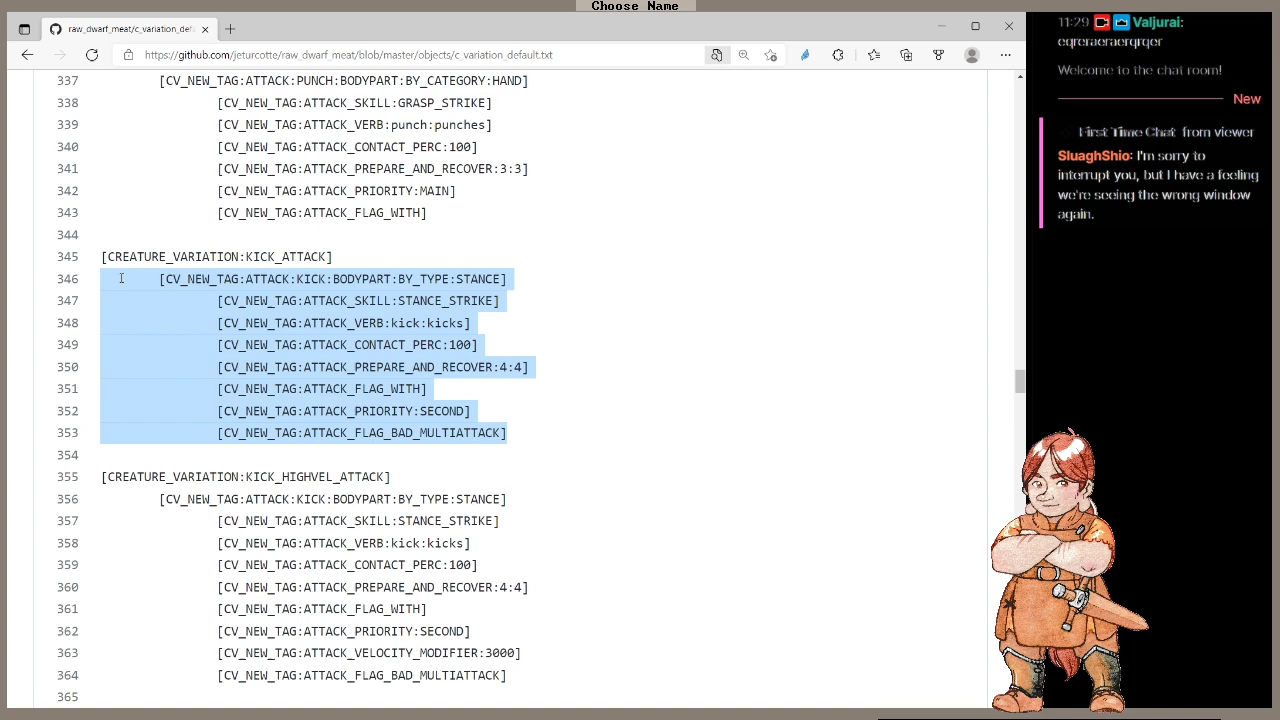 Choose Name
raw_dwarf_meat/c_variation_def
https://github.com/jeturcotte/raw_dwarf_meat/blob/master/objects/c_variation_default.txt
337 [CV_NEW_TAG:ATTACK:PUNCH:BODYPART:BY_CATEGORY:HAND]
338 [CV_NEW_TAG:ATTACK_SKILL:GRASP_STRIKE]
339 [CV_NEW_TAG:ATTACK_VERB:punch:punches]
340 [CV_NEW_TAG:ATTACK_CONTACT_PERC:100]
341 [CV_NEW_TAG:ATTACK_PREPARE_AND_RECOVER:3:3]
342 [CV_NEW_TAG:ATTACK_PRIORITY:MAIN]
343 [CV_NEW_TAG:ATTACK_FLAG_WITH]
344
345 [CREATURE_VARIATION:KICK_ATTACK]
346 [CV_NEW_TAG:ATTACK:KICK:BODYPART:BY_TYPE:STANCE]
347 [CV_NEW_TAG:ATTACK_SKILL:STANCE_STRIKE]
348 [CV_NEW_TAG:ATTACK_VERB:kick:kicks]
349 [CV_NEW_TAG:ATTACK_CONTACT_PERC:100]
350 [CV_NEW_TAG:ATTACK_PREPARE_AND_RECOVER:4:4]
351 [CV_NEW_TAG:ATTACK_FLAG_WITH]
352 [CV_NEW_TAG:ATTACK_PRIORITY:SECOND]
353 [CV_NEW_TAG:ATTACK_FLAG_BAD_MULTIATTACK]
354
355 [CREATURE_VARIATION:KICK_HIGHVEL_ATTACK]
356 [CV_NEW_TAG:ATTACK:KICK:BODYPART:BY_TYPE:STANCE]
357 [CV_NEW_TAG:ATTACK_SKILL:STANCE_STRIKE]
358 [CV_NEW_TAG:ATTACK_VERB:kick:kicks]
359 [CV_NEW_TAG:ATTACK_CONTACT_PERC:100]
360 [CV_NEW_TAG:ATTACK_PREPARE_AND_RECOVER:4:4]
361 [CV_NEW_TAG:ATTACK_FLAG_WITH]
362 [CV_NEW_TAG:ATTACK_PRIORITY:SECOND]
363 [CV_NEW_TAG:ATTACK_VELOCITY_MODIFIER:3000]
364 [CV_NEW_TAG:ATTACK_FLAG_BAD_MULTIATTACK]
365
11:29 Valjurai:
eqreraeraerqrqer
Welcome to the chat room!
New
First Time Chat from viewer
SluaghShio: I'm sorry to
interrupt you, but I have a feeling
we're seeing the wrong window
again.